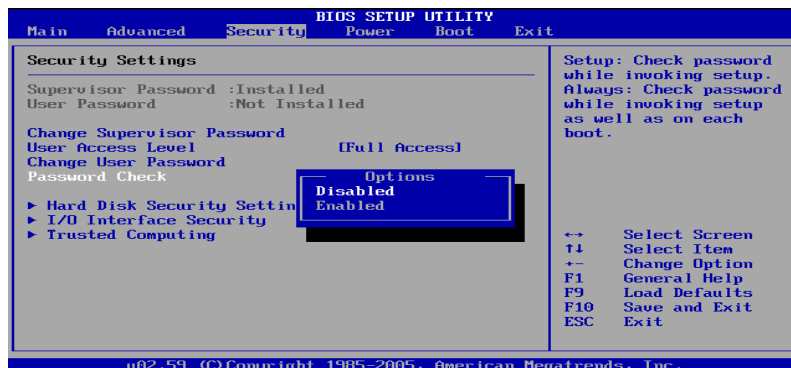 BIOS SETUP UTILITY
Main Advanced Security Power Boot Exit
Security Settings
Supervisor Password :Installed
User Password :Not Installed
Change Supervisor Password
User Access Level [Full Access]
Change User Password
Password Check
Options
Disabled
Enabled
▶ Hard Disk Security Settin
▶ I/O Interface Security
▶ Trusted Computing
Setup: Check password
while invoking setup.
Always: Check password
while invoking setup
as well as on each
boot.
↔ Select Screen
↑↓ Select Item
+- Change Option
F1 General Help
F9 Load Defaults
F10 Save and Exit
ESC Exit
v02.59 (C)Copyright 1985-2005, American Megatrends, Inc.